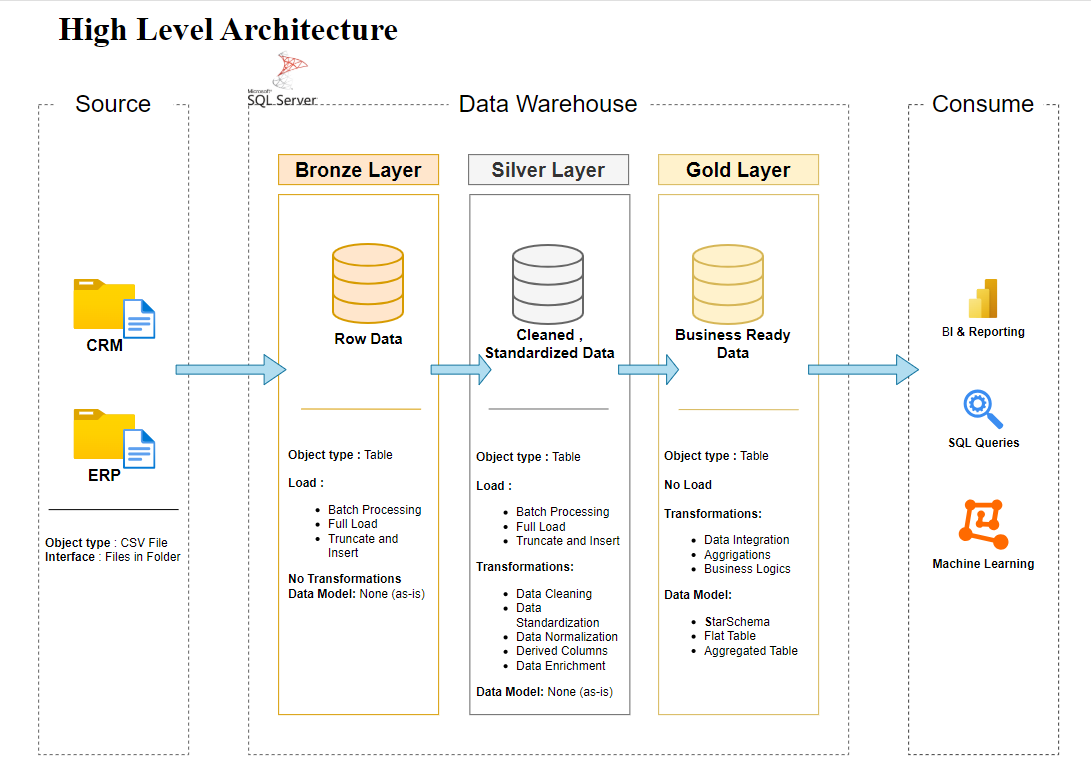 High Level Architecture
Microsoft
SQL Server
Source
Data Warehouse
Consume
Bronze Layer
Silver Layer
Gold Layer
CRM
ERP
Object type : CSV File
Interface : Files in Folder
Row Data
Object type : Table
Load :
• Batch Processing
• Full Load
• Truncate and
Insert
No Transformations
Data Model: None (as-is)
Cleaned ,
Standardized Data
Object type : Table
Load :
• Batch Processing
• Full Load
• Truncate and Insert
Transformations:
• Data Cleaning
• Data
Standardization
• Data Normalization
• Derived Columns
• Data Enrichment
Data Model: None (as-is)
Business Ready
Data
Object type : Table
No Load
Transformations:
• Data Integration
• Aggrigations
• Business Logics
Data Model:
• StarSchema
• Flat Table
• Aggregated Table
BI & Reporting
SQL Queries
Machine Learning